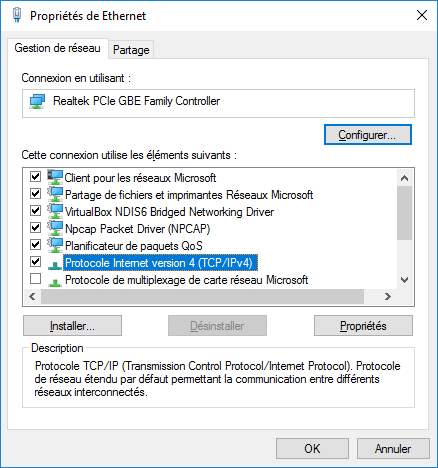 Propriétés de Ethernet
Gestion de réseau
Partage
Connexion en utilisant :
Realtek PCIe GBE Family Controller
Configurer...
Cette connexion utilise les éléments suivants :
Client pour les réseaux Microsoft
Partage de fichiers et imprimantes Réseaux Microsoft
VirtualBox NDIS6 Bridged Networking Driver
Npcap Packet Driver (NPCAP)
Planificateur de paquets QoS
Protocole Internet version 4 (TCP/IPv4)
Protocole de multiplexage de carte réseau Microsoft
Installer...
Désinstaller
Propriétés
Description
Protocole TCP/IP (Transmission Control Protocol/Internet Protocol). Protocole
de réseau étendu par défaut permettant la communication entre différents
réseaux interconnectés.
OK
Annuler